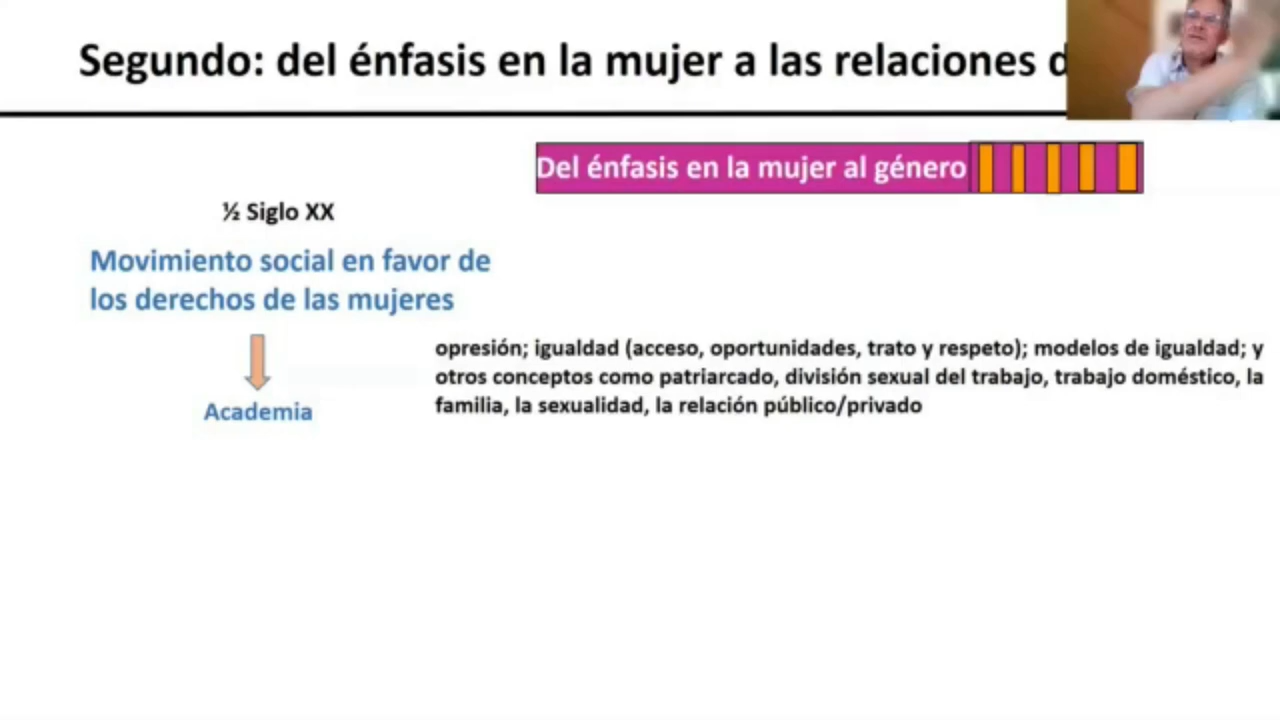 Segundo: del énfasis en la mujer a las relaciones
Del énfasis en la mujer al género
½ Siglo XX
Movimiento social en favor de
los derechos de las mujeres
opresión; igualdad (acceso, oportunidades, trato y respeto); modelos de igualdad; y
otros conceptos como patriarcado, división sexual del trabajo, trabajo doméstico, la
familia, la sexualidad, la relación público/privado
Academia